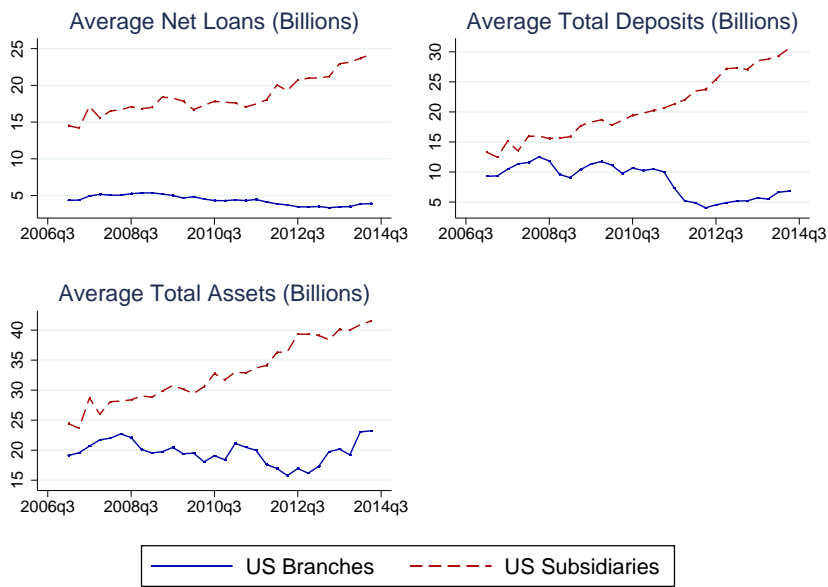 Average Net Loans (Billions)
25
20
15
10
5
2006q3 2008q3 2010q3 2012q3 2014q3
Average Total Deposits (Billions)
30
25
20
15
10
5
2006q3 2008q3 2010q3 2012q3 2014q3
Average Total Assets (Billions)
40
35
30
25
20
15
2006q3 2008q3 2010q3 2012q3 2014q3
US Branches US Subsidiaries